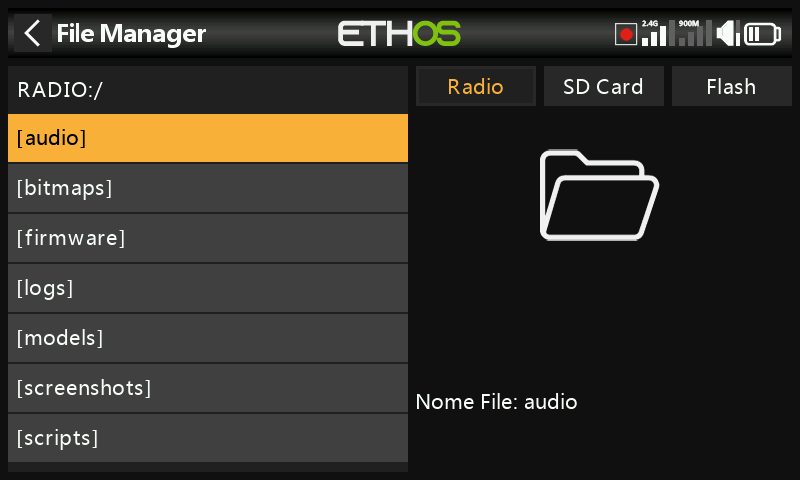 File Manager
ETHOS
2.4G
900M
RADIO:/
Radio
SD Card
Flash
[audio]
[bitmaps]
[firmware]
[logs]
[models]
[screenshots]
[scripts]
Nome File: audio